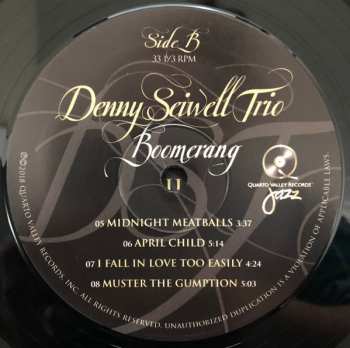 Side B
33 1/3 RPM
Denny Seiwell Trio
Boomerang
II
QUARTO VALLEY RECORDS
Jazz
05 MIDNIGHT MEATBALLS 3:37
06 APRIL CHILD 5:14
07 I FALL IN LOVE TOO EASILY 4:24
08 MUSTER THE GUMPTION 5:03
℗©2018 QUARTO VALLEY RECORDS, INC. ALL RIGHTS RESERVED. UNAUTHORIZED DUPLICATION IS A VIOLATION OF APPLICABLE LAWS.